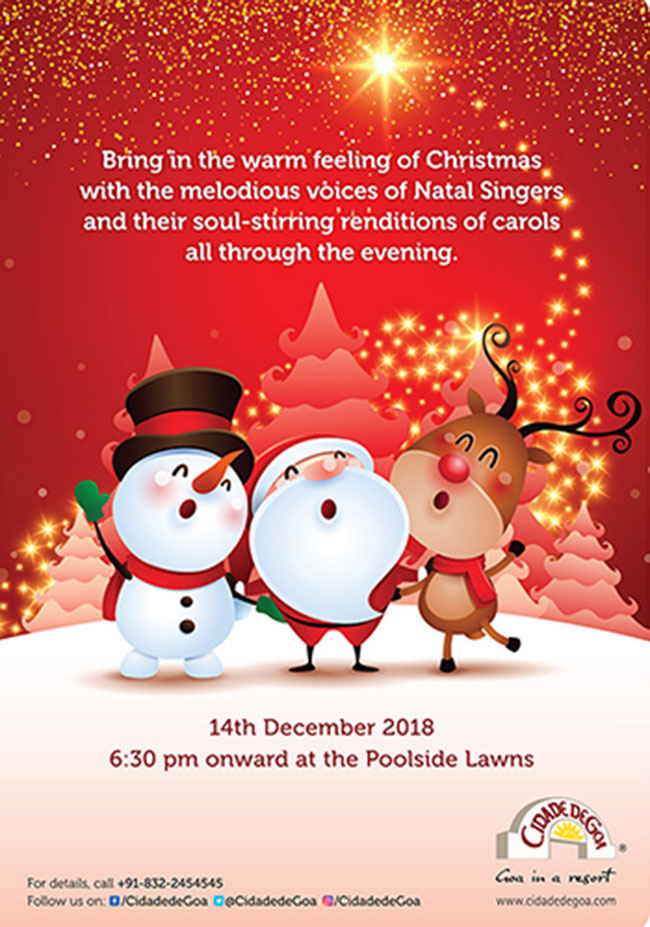 Bring in the warm feeling of Christmas
with the melodious voices of Natal Singers
and their soul-stirring renditions of carols
all through the evening.
14th December 2018
6:30 pm onward at the Poolside Lawns
CIDADE DE GOA
®
Goa in a resort
www.cidadedegoa.com
For details, call +91-832-2454545
Follow us on: /CidadedeGoa @CidadedeGoa /CidadedeGoa